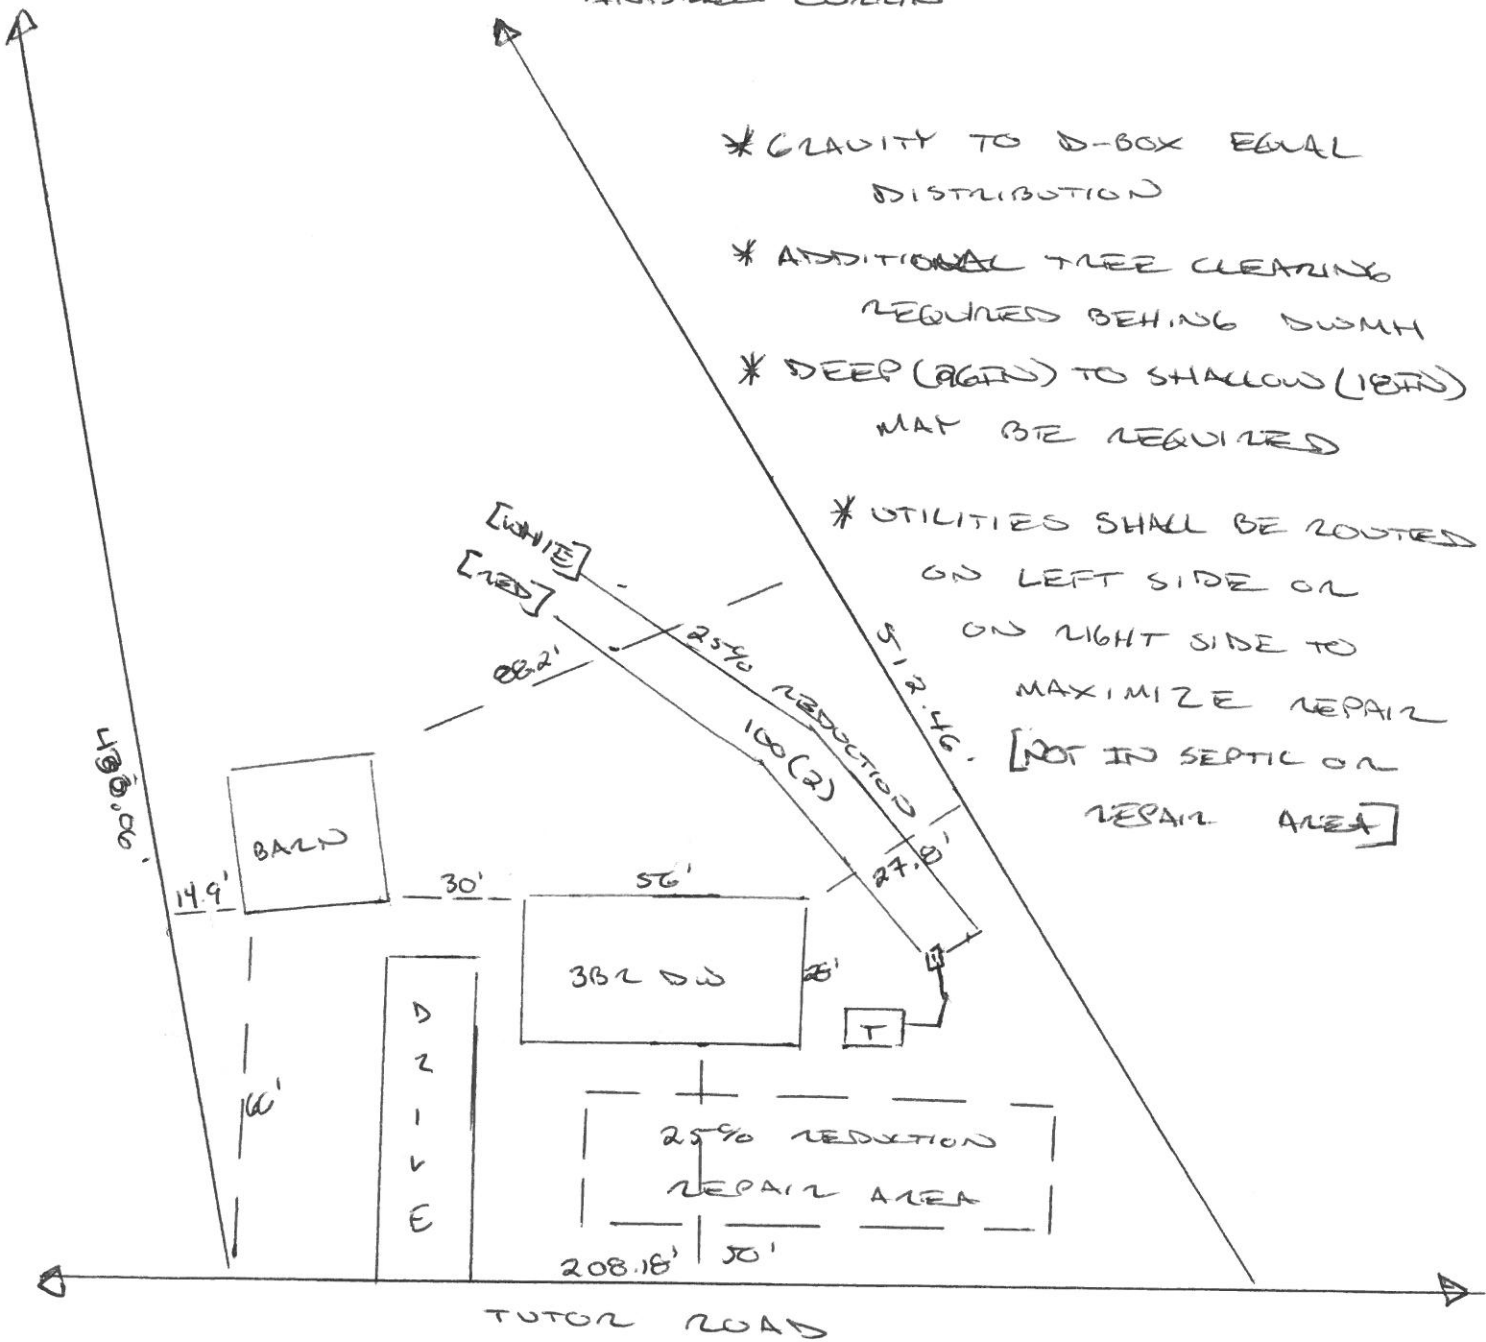 * GRAVITY TO D-BOX EQUAL
DISTRIBUTION
* ADDITIONAL TREE CLEARING
REQUIRED BEHING DWMH
* DEEP (26IN) TO SHALLOW (18IN)
MAY BE REQUIRED
* UTILITIES SHALL BE ROUTED
ON LEFT SIDE OR
ON RIGHT SIDE TO
MAXIMIZE REPAIR
[NOT IN SEPTIC OR
REPAIR AREA]
[WHITE]
[RED]
25% REDUCTION
88.2'
100(2)
512.46'
BARN
27.8'
14.9'
30'
56'
3BR DW
T
DRIVE
66'
25% REDUCTION
REPAIR AREA
208.18'
50'
TUTOR ROAD